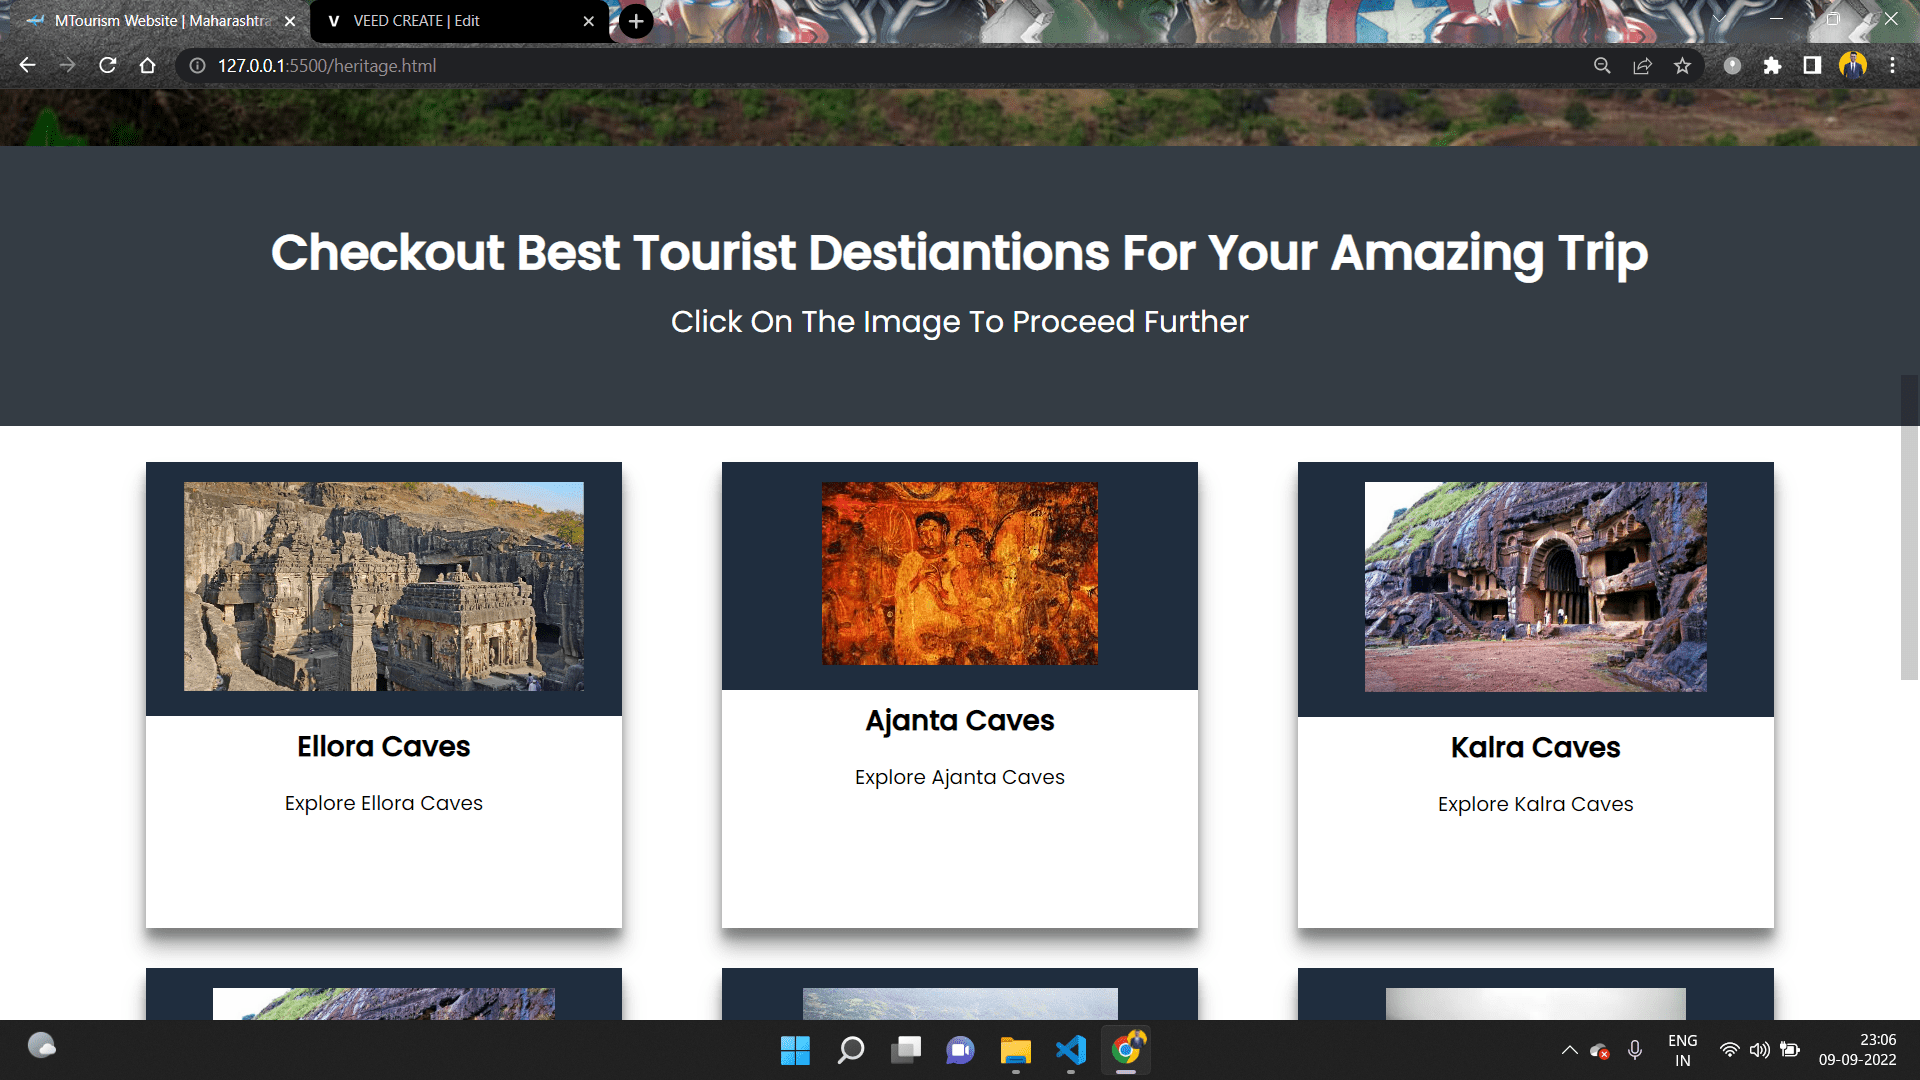 MTourism Website | Maharashtra
V VEED CREATE | Edit
127.0.0.1:5500/heritage.html
Checkout Best Tourist Destiantions For Your Amazing Trip
Click On The Image To Proceed Further
Ellora Caves
Explore Ellora Caves
Ajanta Caves
Explore Ajanta Caves
Kalra Caves
Explore Kalra Caves
ENG
IN
23:06
09-09-2022